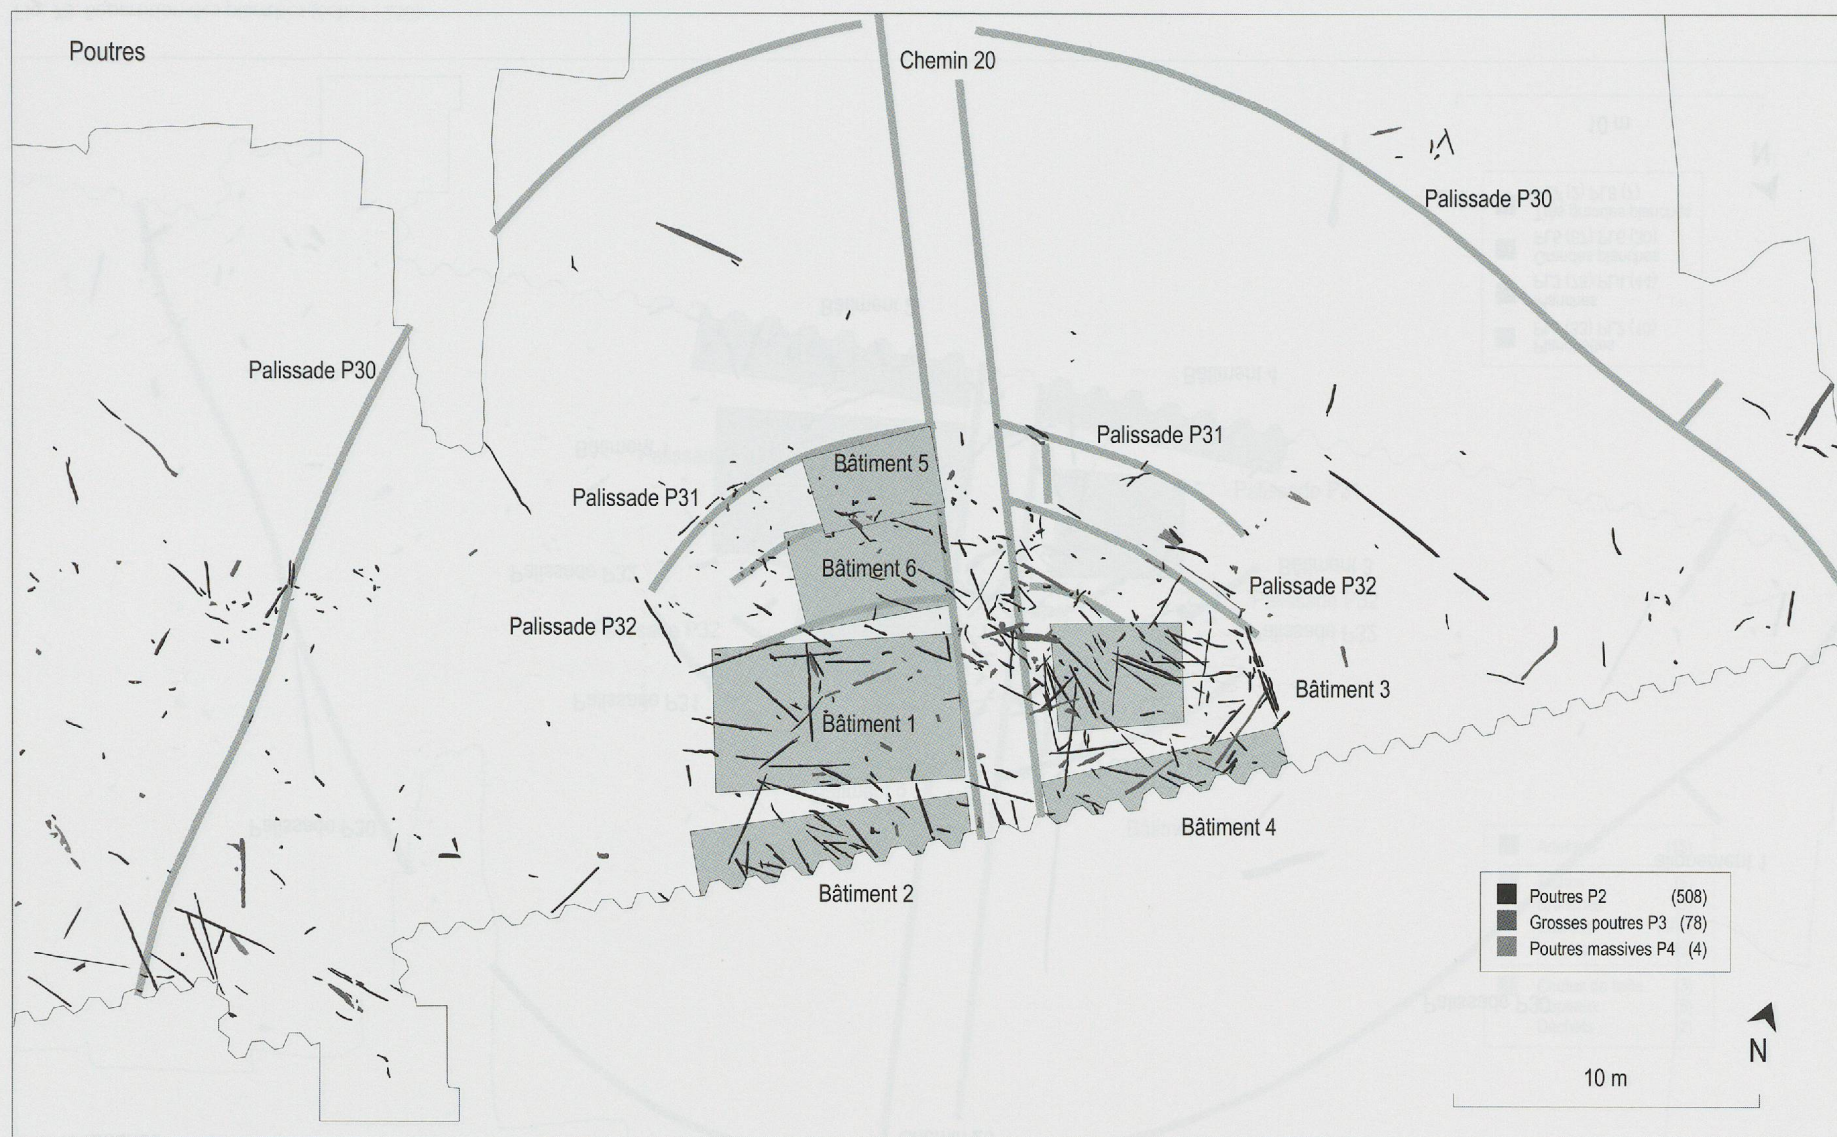 Poutres
Chemin 20
Palissade P30
Palissade P30
Palissade P31
Bâtiment 5
Palissade P31
Bâtiment 6
Palissade P32
Palissade P32
Bâtiment 3
Bâtiment 1
Bâtiment 4
Bâtiment 2
Poutres P2 (508)
Grosses poutres P3 (78)
Poutres massives P4 (4)
N
10 m